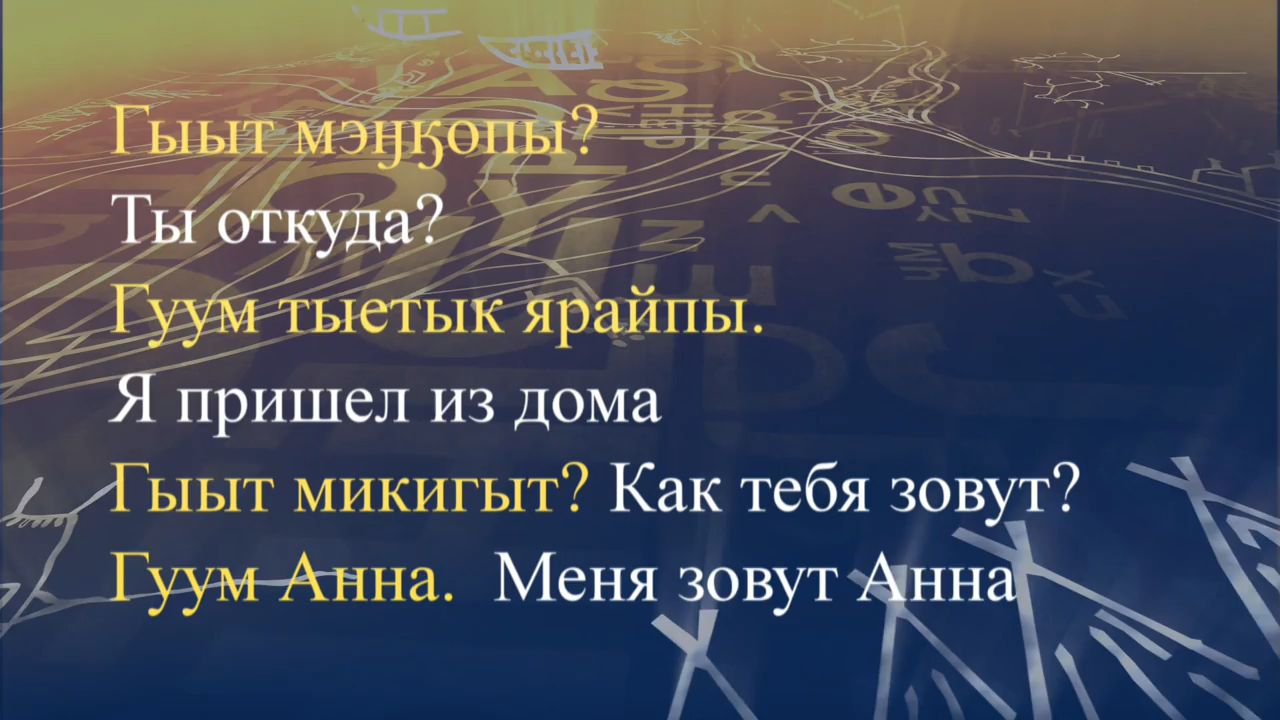 Гыыт мэӈӄопы?
Ты откуда?
Гуум тыетык ярайпы.
Я пришел из дома
Гыыт микигыт? Как тебя зовут?
Гуум Анна. Меня зовут Анна